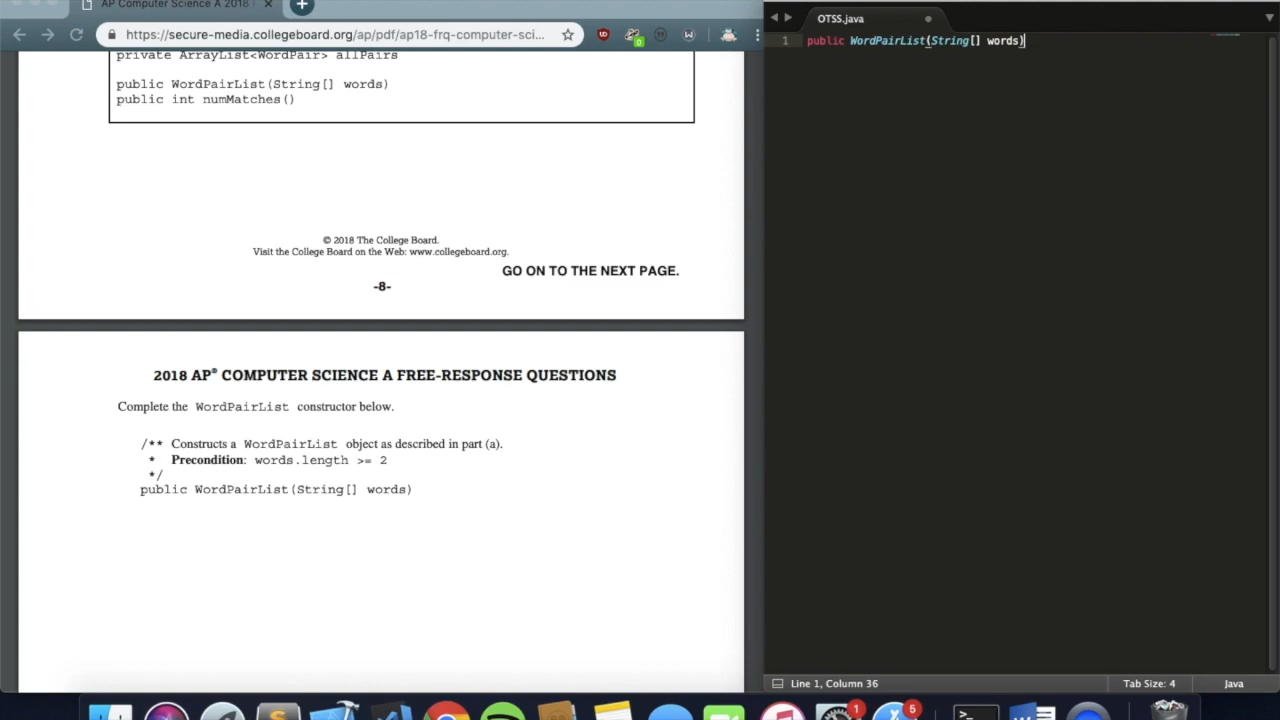 AP Computer Science A 2018
https://secure-media.collegeboard.org/ap/pdf/ap18-frq-computer-sci...
private ArrayList<WordPair> allPairs
public WordPairList(String[] words)
public int numMatches()
© 2018 The College Board.
Visit the College Board on the Web: www.collegeboard.org.
GO ON TO THE NEXT PAGE.
-8-
2018 AP® COMPUTER SCIENCE A FREE-RESPONSE QUESTIONS
Complete the WordPairList constructor below.
/** Constructs a WordPairList object as described in part (a).
* Precondition: words.length >= 2
*/
public WordPairList(String[] words)
OTSS.java
1 public WordPairList(String[] words)
Line 1, Column 36
Tab Size: 4
Java
0
1
5